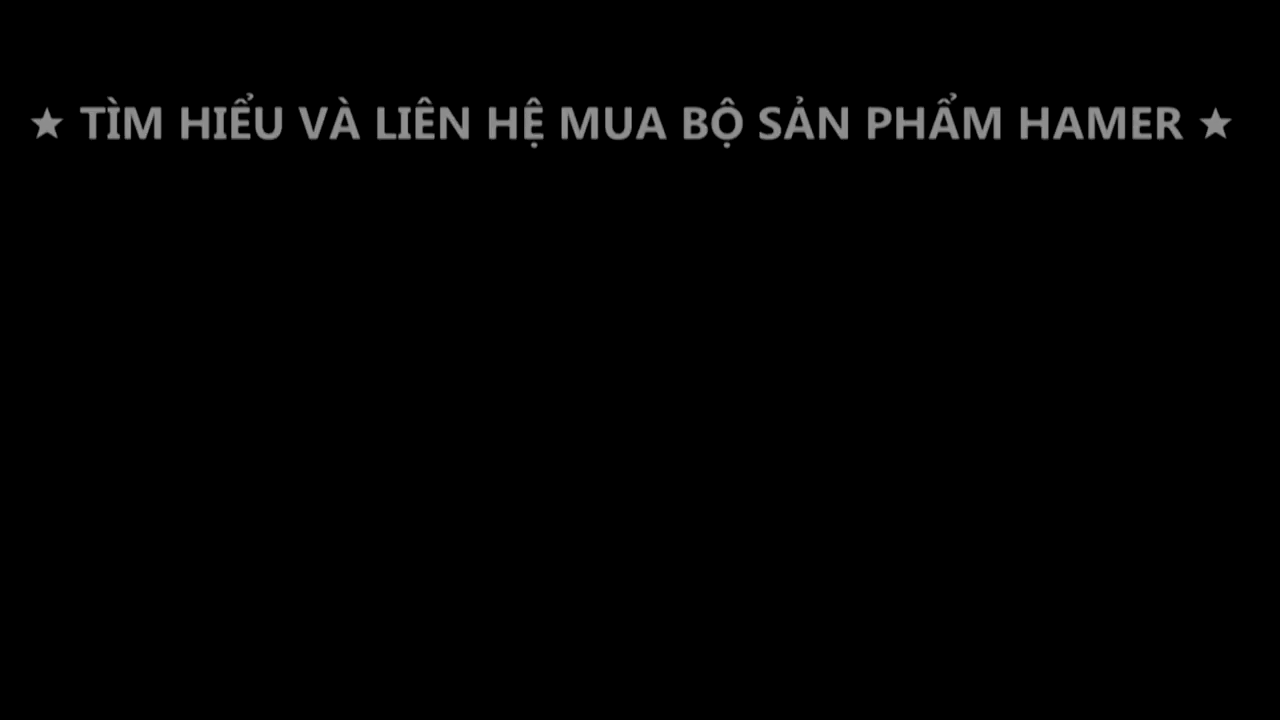 ★ TÌM HIỂU VÀ LIÊN HỆ MUA BỘ SẢN PHẨM HAMER ★